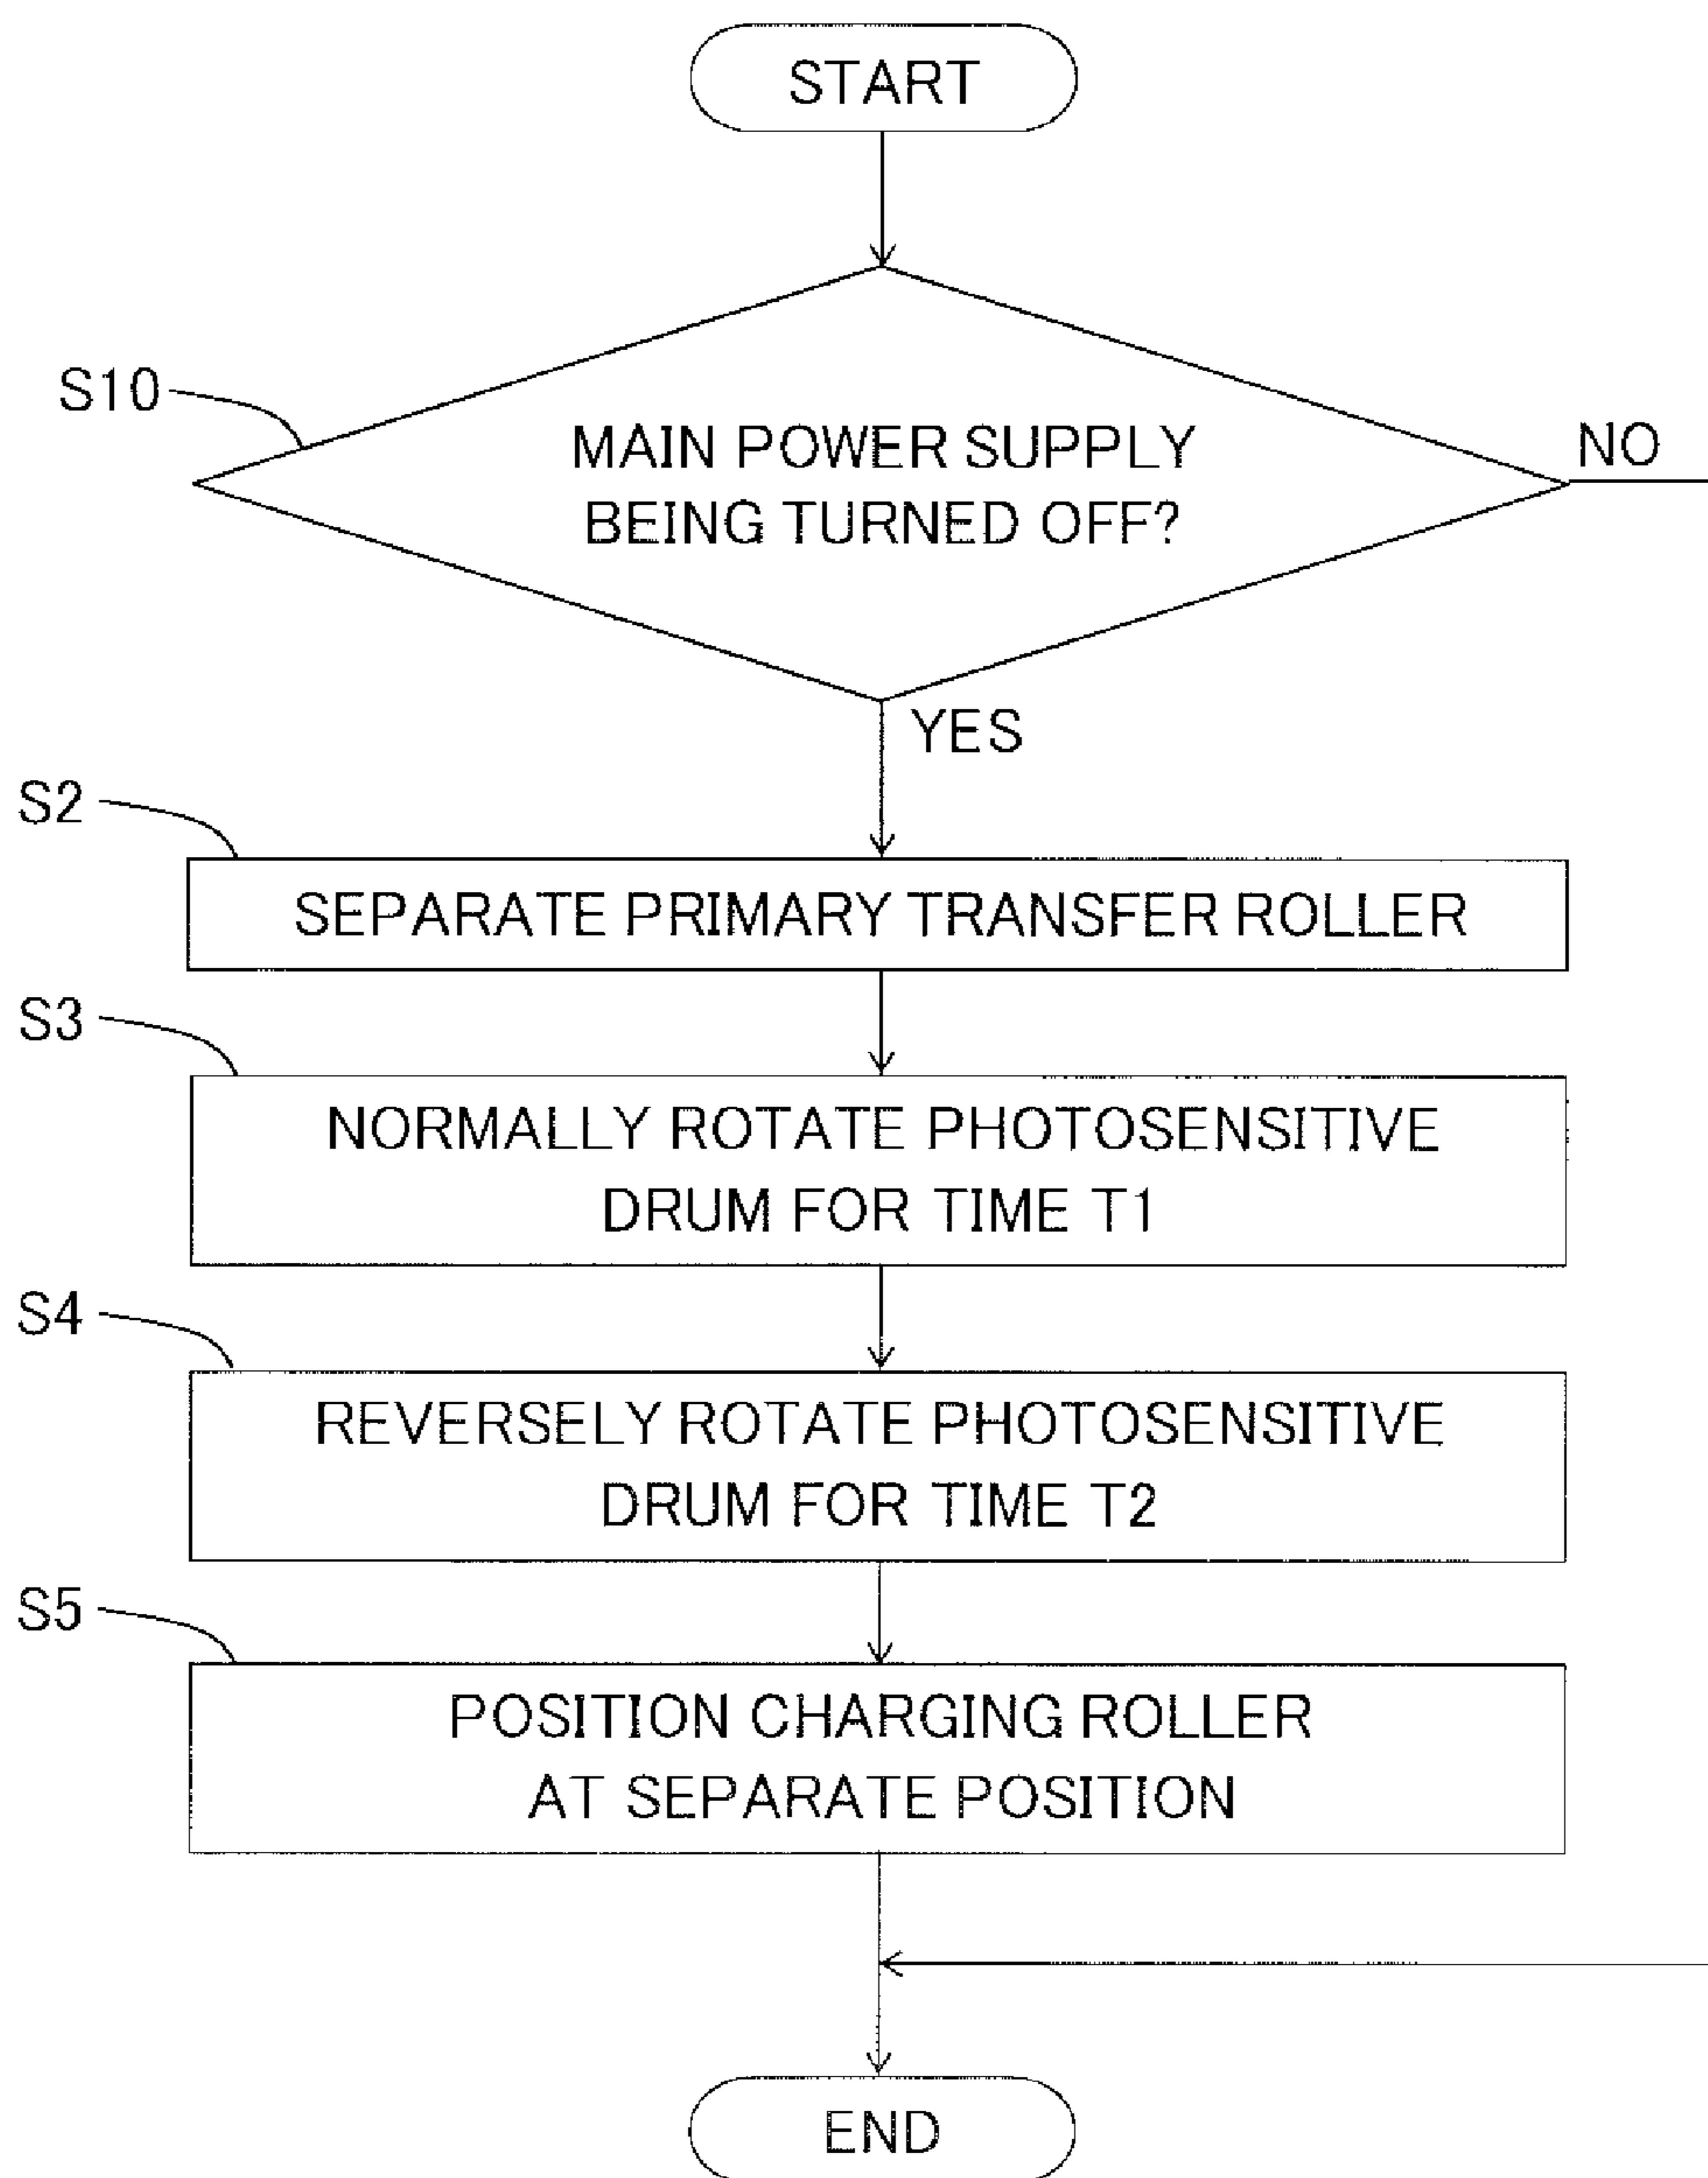 START
S10
MAIN POWER SUPPLY
BEING TURNED OFF?
NO
YES
S2
SEPARATE PRIMARY TRANSFER ROLLER
S3
NORMALLY ROTATE PHOTOSENSITIVE
DRUM FOR TIME T1
S4
REVERSELY ROTATE PHOTOSENSITIVE
DRUM FOR TIME T2
S5
POSITION CHARGING ROLLER
AT SEPARATE POSITION
END